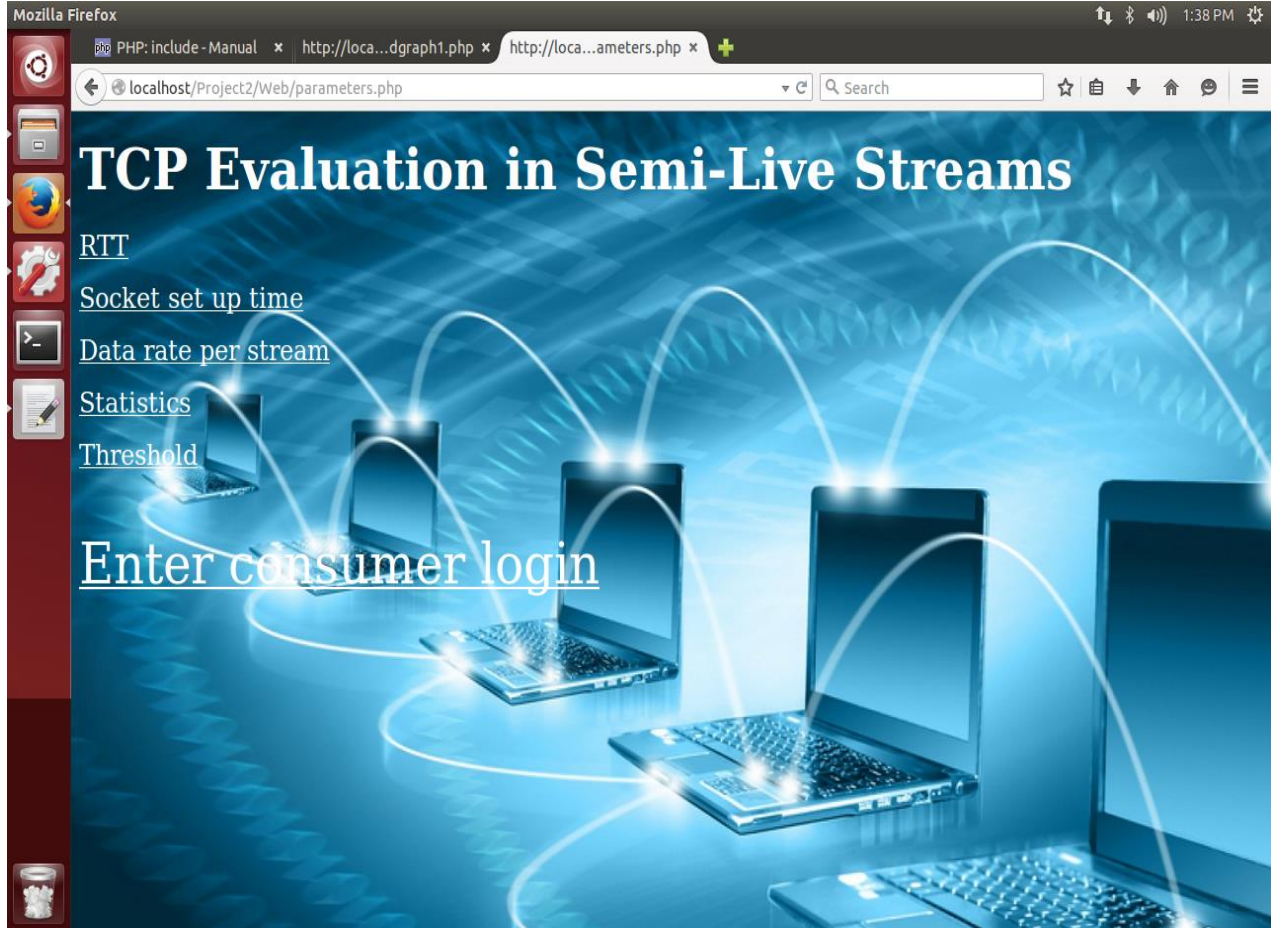 Mozilla Firefox
1:38 PM
php PHP: include - Manual
http://loca...dgraph1.php
http://loca...ameters.php
localhost/Project2/Web/parameters.php
Search
TCP Evaluation in Semi-Live Streams
RTT
Socket set up time
Data rate per stream
Statistics
Threshold
Enter consumer login